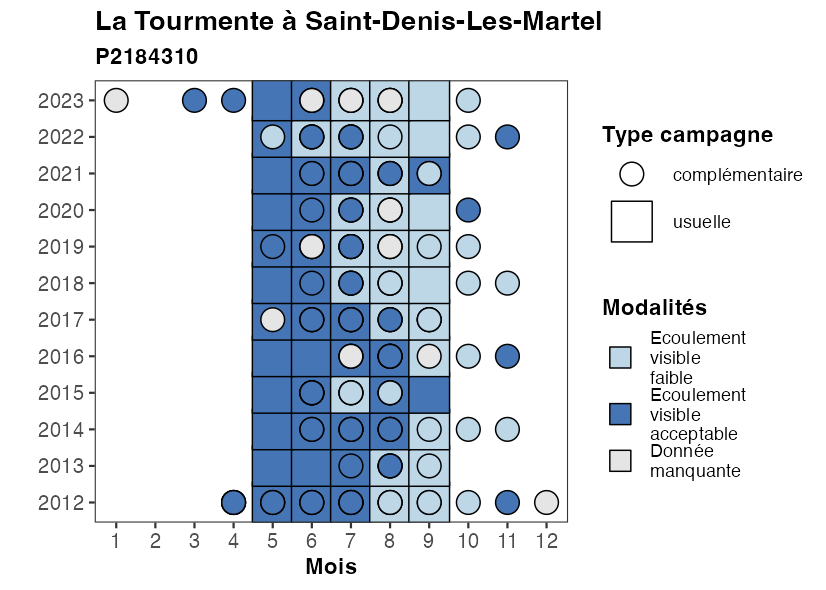 La Tourmente à Saint-Denis-Les-Martel
P2184310
2023
2022
2021
2020
2019
2018
2017
2016
2015
2014
2013
2012
1 2 3 4 5 6 7 8 9 10 11 12
Mois
Type campagne
complémentaire
usuelle
Modalités
Ecoulement
visible
faible
Ecoulement
visible
acceptable
Donnée
manquante